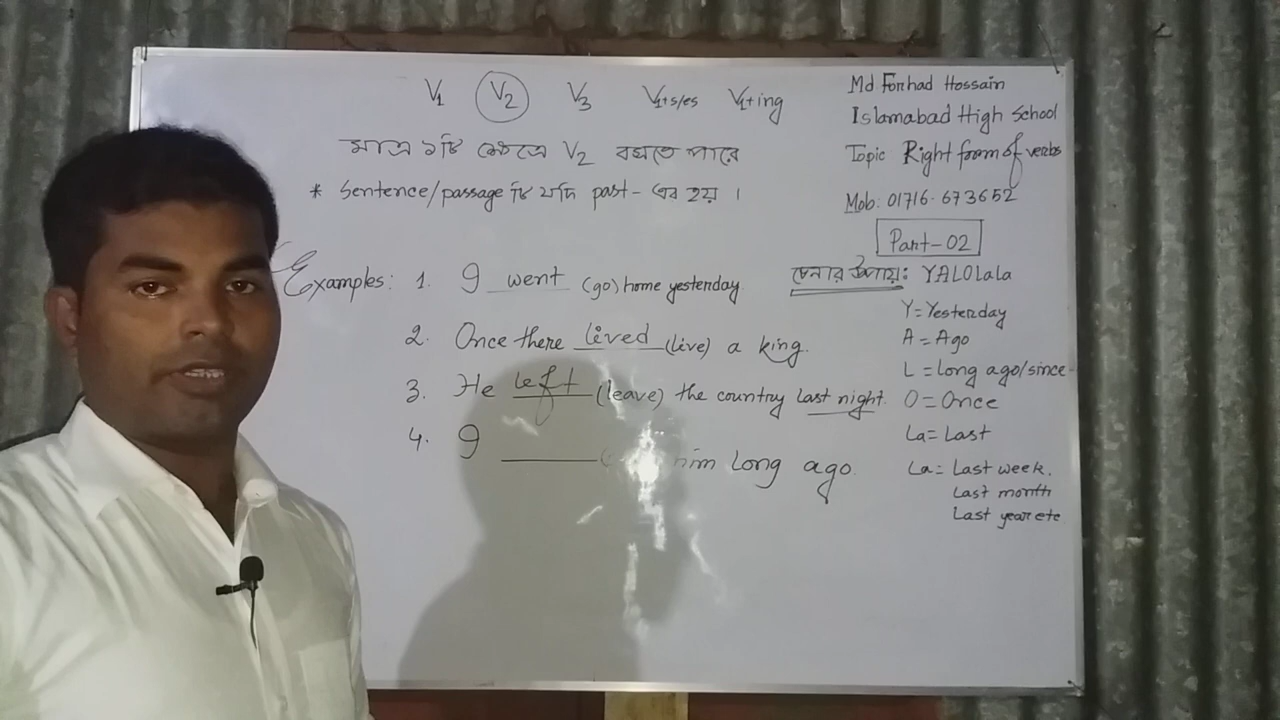 V1 V2 V3 V1+s/es V1+ing
মাত্র ১টি ক্ষেত্রে V2 বসতে পারে
* Sentence/passage টি যদি past-এর হয়।
Md Forhad Hossain
Islamabad High School
Topic Right form of verbs
Mob: 01716-673652
Part-02
Examples: 1. I went (go) home yesterday.
2. Once there lived (live) a king.
3. He left (leave) the country last night.
4. I ______ ( him long ago.
চেনার উপায়: YALOLala
Y=Yesterday
A=Ago
L=Long ago/since
O=Once
La=Last
La=Last week.
Last month
Last year etc